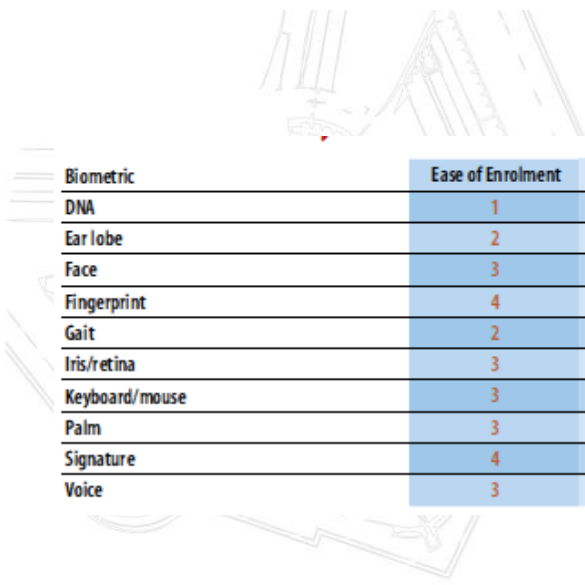 Biometric Ease of Enrolment
DNA 1
Ear lobe 2
Face 3
Fingerprint 4
Gait 2
Iris/retina 3
Keyboard/mouse 3
Palm 3
Signature 4
Voice 3